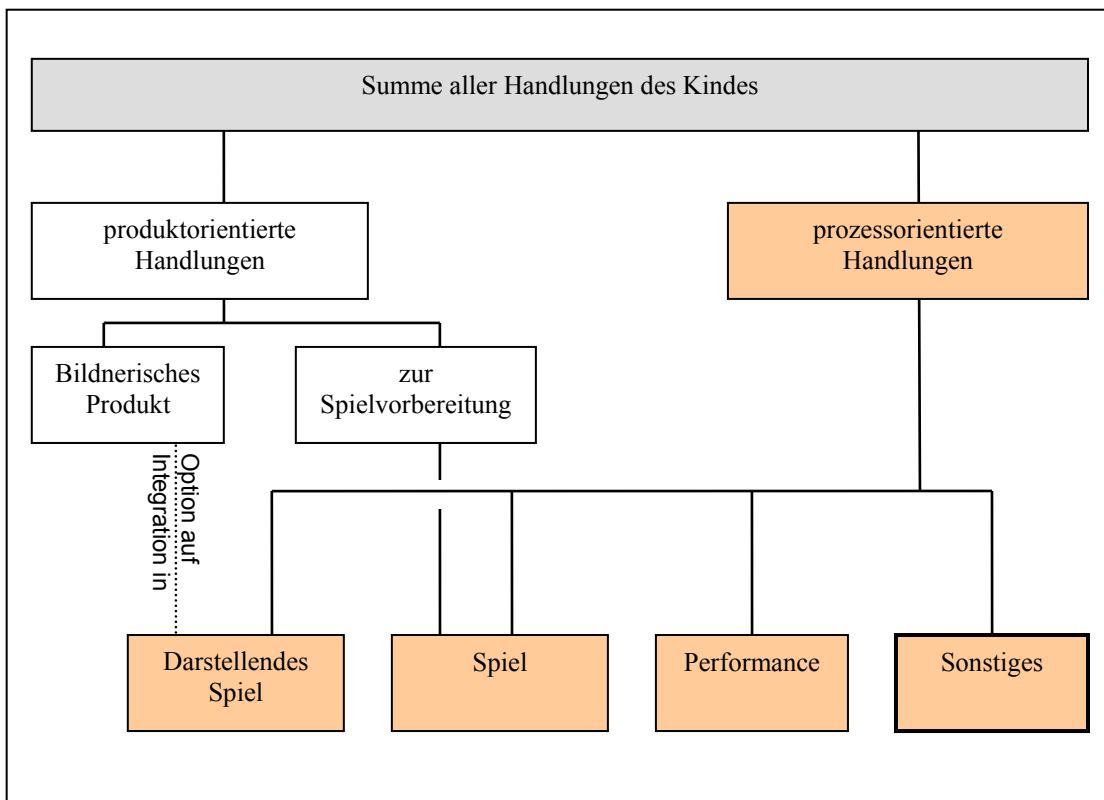 Summe aller Handlungen des Kindes
produktorientierte
Handlungen
prozessorientierte
Handlungen
Bildnerisches
Produkt
zur
Spielvorbereitung
Option auf
Integration in
Darstellendes
Spiel
Spiel
Performance
Sonstiges